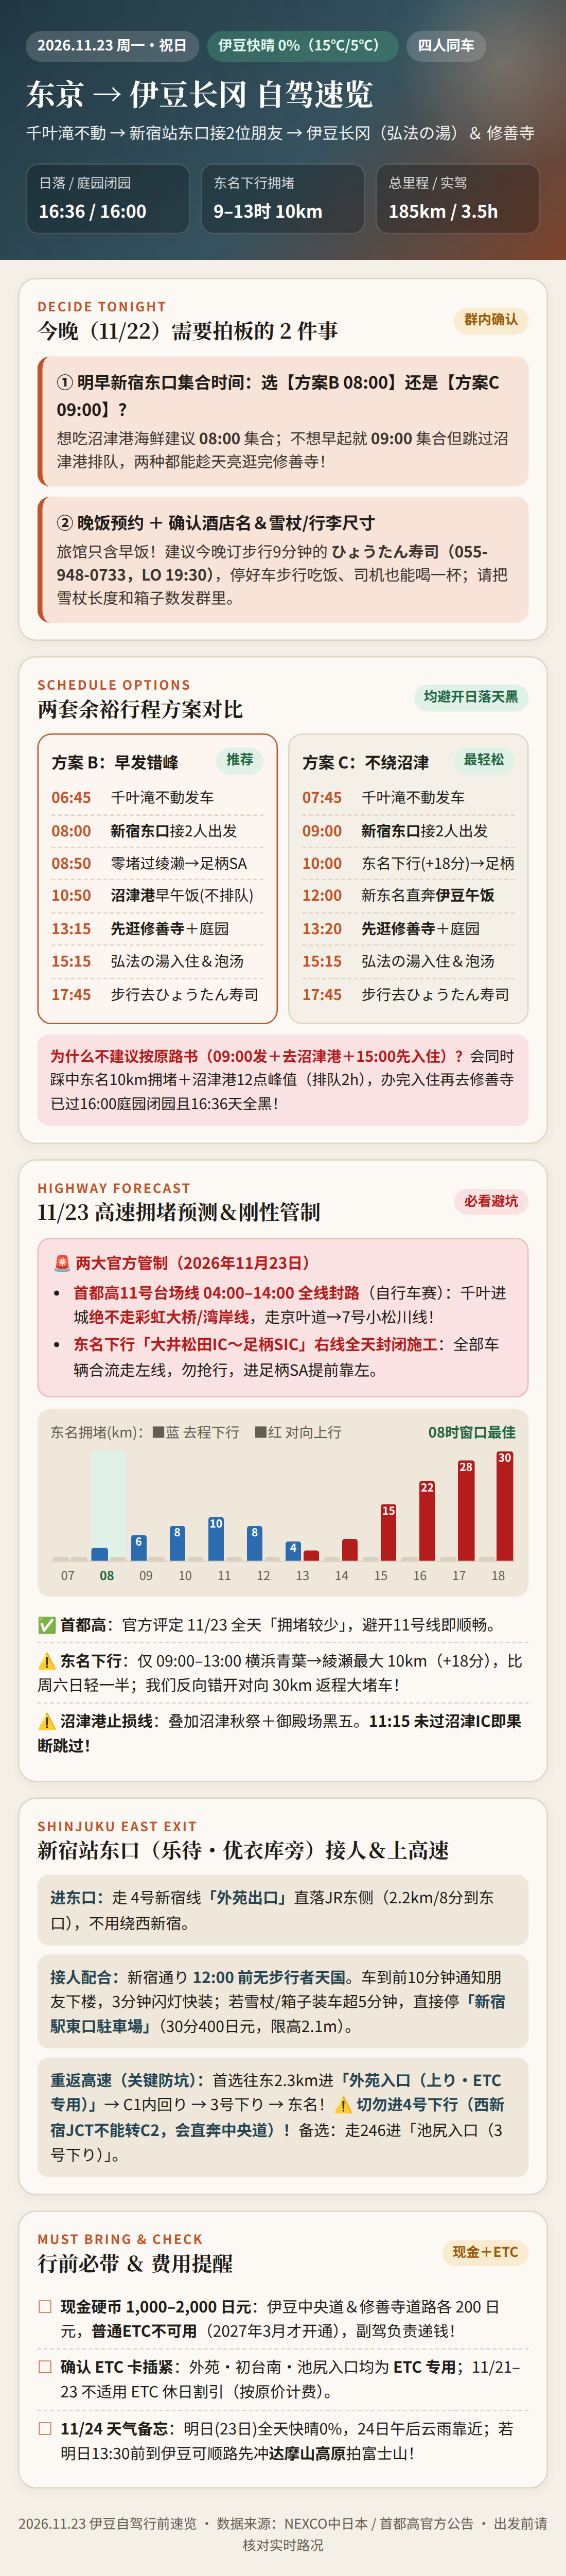 2026.11.23 周一・祝日
伊豆快晴 0%（15℃/5℃）
四人同车
东京 → 伊豆长冈 自驾速览
千叶滝不動 → 新宿站东口接2位朋友 → 伊豆长冈（弘法の湯）＆ 修善寺
日落 / 庭园闭园
16:36 / 16:00
东名下行拥堵
9–13时 10km
总里程 / 实驾
185km / 3.5h
DECIDE TONIGHT
今晚（11/22）需要拍板的 2 件事
群内确认
① 明早新宿东口集合时间：选【方案B 08:00】还是【方案C
09:00】？
想吃沼津港海鲜建议 08:00 集合；不想早起就 09:00 集合但跳过沼
津港排队，两种都能趁天亮逛完修善寺！
② 晚饭预约 ＋ 确认酒店名＆雪杖/行李尺寸
旅馆只含早饭！建议今晚订步行9分钟的 ひょうたん寿司（055-
948-0733，LO 19:30），停好车步行吃饭、司机也能喝一杯；请把
雪杖长度和箱子数发群里。
SCHEDULE OPTIONS
两套余裕行程方案对比
均避开日落天黑
方案 B：早发错峰
推荐
06:45 千叶滝不動发车
08:00 新宿东口接2人出发
08:50 零堵过绫濑→足柄SA
10:50 沼津港早午饭(不排队)
13:15 先逛修善寺＋庭园
15:15 弘法の湯入住＆泡汤
17:45 步行去ひょうたん寿司
方案 C：不绕沼津
最轻松
07:45 千叶滝不動发车
09:00 新宿东口接2人出发
10:00 东名下行(+18分)→足柄
12:00 新东名直奔伊豆午饭
13:20 先逛修善寺＋庭园
15:15 弘法の湯入住＆泡汤
17:45 步行去ひょうたん寿司
为什么不建议按原路书（09:00发＋去沼津港＋15:00先入住）？会同时
踩中东名10km拥堵＋沼津港12点峰值（排队2h），办完入住再去修善寺
已过16:00庭园闭园且16:36天全黑！
HIGHWAY FORECAST
11/23 高速拥堵预测＆刚性管制
必看避坑
🚨 两大官方管制（2026年11月23日）
• 首都高11号台场线 04:00–14:00 全线封路（自行车赛）：千叶进
城绝不走彩虹大桥/湾岸线，走京叶道→7号小松川线！
• 东名下行「大井松田IC～足柄SIC」右线全天封闭施工：全部车
辆合流走左线，勿抢行，进足柄SA提前靠左。
东名拥堵(km)：■蓝 去程下行 ■红 对向上行
08时窗口最佳
6 8 10 8 4 15 22 28 30
07 08 09 10 11 12 13 14 15 16 17 18
✅ 首都高：官方评定 11/23 全天「拥堵较少」，避开11号线即顺畅。
⚠️ 东名下行：仅 09:00–13:00 横浜青葉→綾瀬最大 10km（+18分），比
周六日轻一半；我们反向错开对向 30km 返程大堵车！
⚠️ 沼津港止损线：叠加沼津秋祭＋御殿场黑五。11:15 未过沼津IC即果
断跳过！
SHINJUKU EAST EXIT
新宿站东口（乐待・优衣库旁）接人＆上高速
进东口：走 4号新宿线「外苑出口」直落JR东侧（2.2km/8分到东
口），不用绕西新宿。
接人配合：新宿通り 12:00 前无步行者天国。车到前10分钟通知朋
友下楼，3分钟闪灯快装；若雪杖/箱子装车超5分钟，直接停「新宿
駅東口駐車場」（30分400日元，限高2.1m）。
重返高速（关键防坑）：首选往东2.3km进「外苑入口（上り・ETC
专用）」→ C1内回り → 3号下り → 东名！⚠️ 切勿进4号下行（西新
宿JCT不能转C2，会直奔中央道）！备选：走246进「池尻入口（3
号下り）」。
MUST BRING & CHECK
行前必带 ＆ 费用提醒
现金＋ETC
□ 现金硬币 1,000–2,000 日元：伊豆中央道＆修善寺道路各 200 日
元，普通ETC不可用（2027年3月才开通），副驾负责递钱！
□ 确认 ETC 卡插紧：外苑・初台南・池尻入口均为 ETC 专用；11/21–
23 不适用 ETC 休日割引（按原价计费）。
□ 11/24 天气备忘：明日(23日)全天快晴0%，24日午后云雨靠近；若
明日13:30前到伊豆可顺路先冲达摩山高原拍富士山！
2026.11.23 伊豆自驾行前速览 ・ 数据来源：NEXCO中日本 / 首都高官方公告 ・ 出发前请
核对实时路况